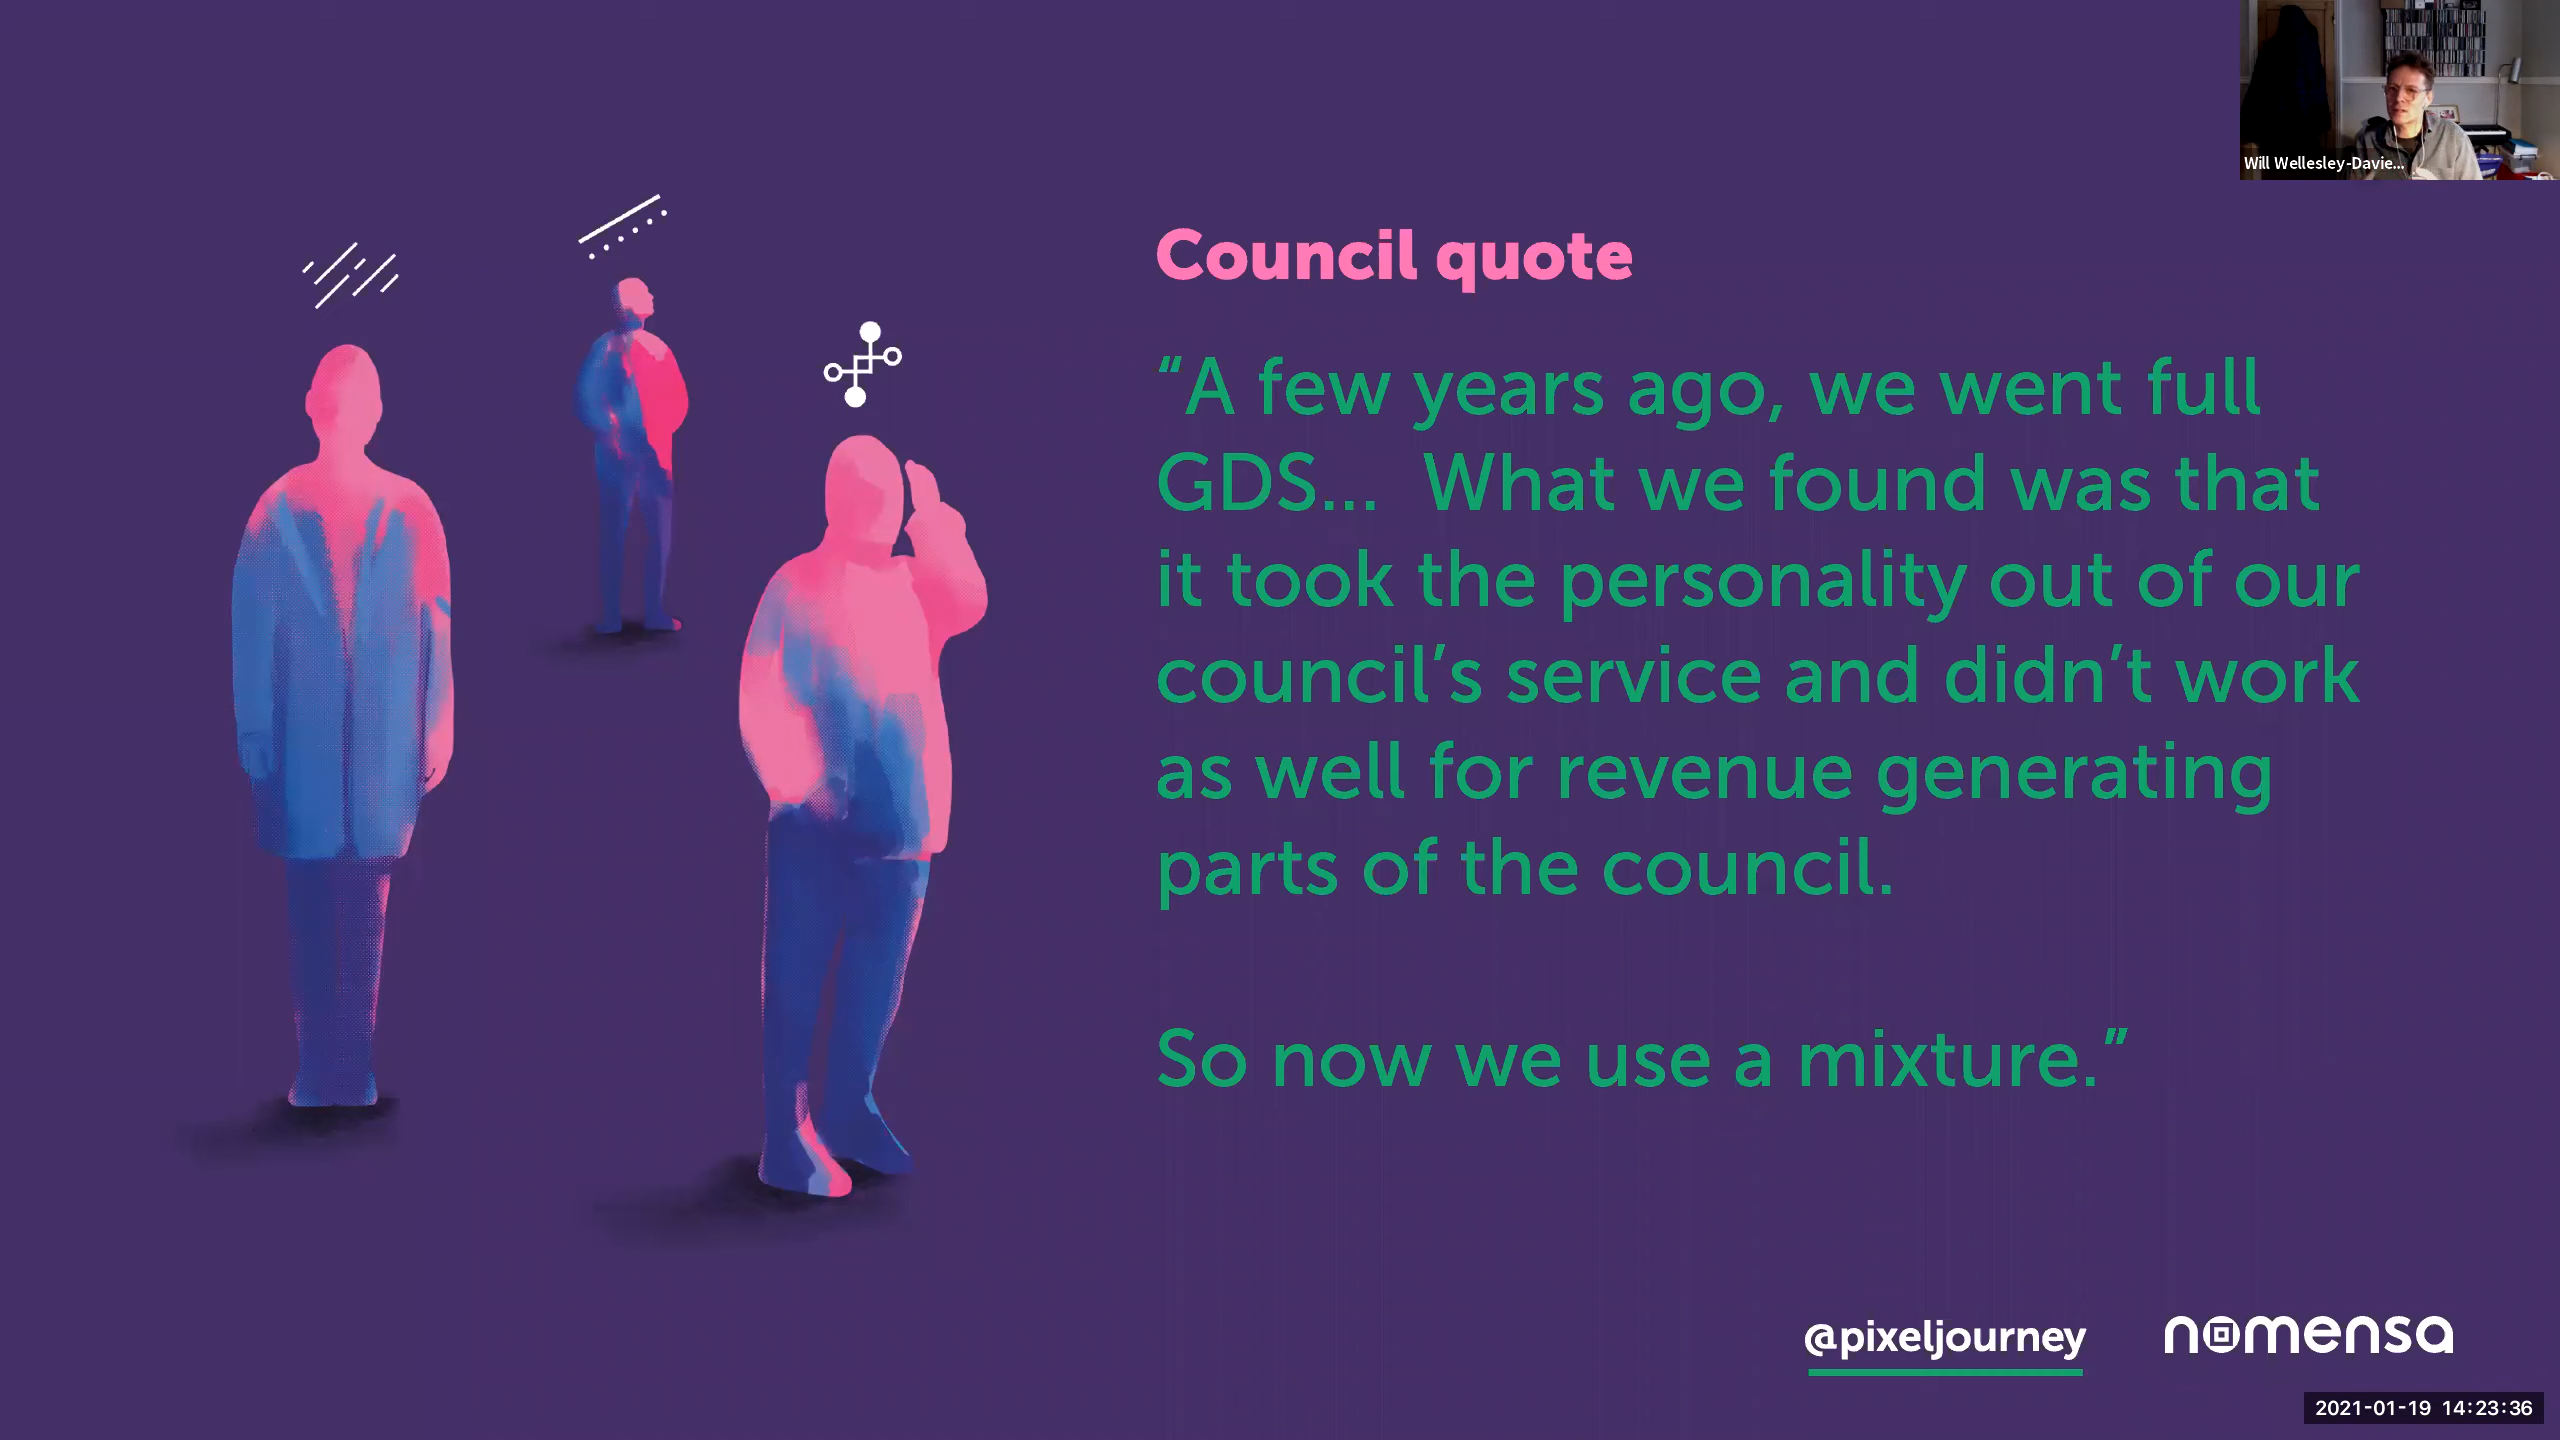 Will Wellesley-Davie...
Council quote
“A few years ago, we went full
GDS...  What we found was that
it took the personality out of our
council’s service and didn’t work
as well for revenue generating
parts of the council.
So now we use a mixture.”
@pixeljourney
nomensa
2021-01-19 14:23:36